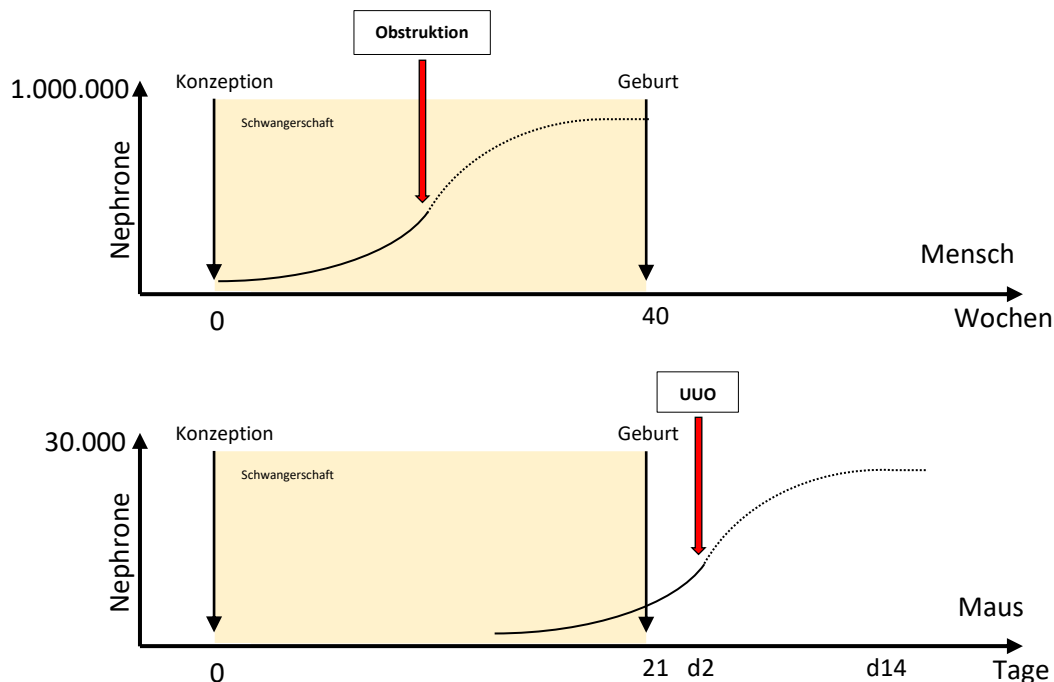 Obstruktion
Konzeption
Geburt
1.000.000
Schwangerschaft
Nephrone
Mensch
0
40
Wochen
UUO
Konzeption
Geburt
30.000
Schwangerschaft
Nephrone
Maus
0
21
d2
d14
Tage